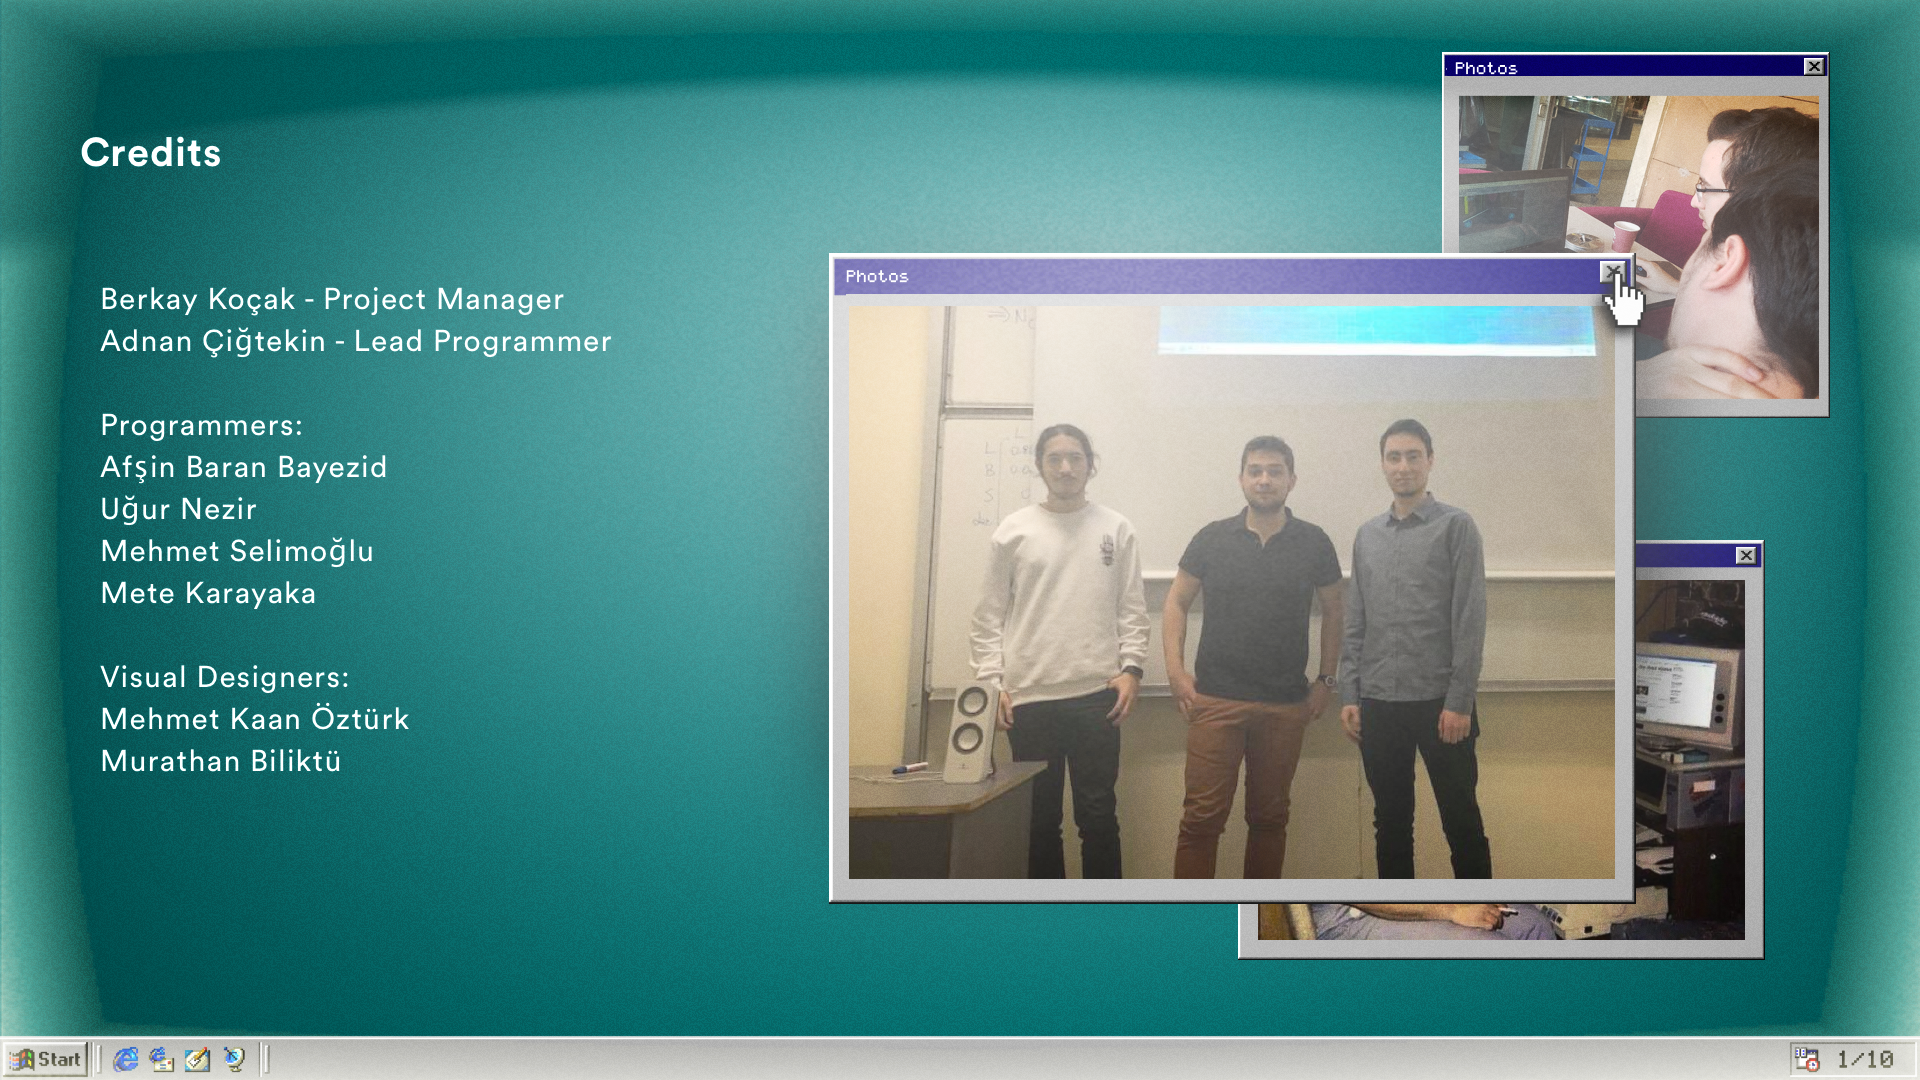 Credits
Berkay Koçak - Project Manager
Adnan Çiğtekin - Lead Programmer
Programmers:
Afşin Baran Bayezid
Uğur Nezir
Mehmet Selimoğlu
Mete Karayaka
Visual Designers:
Mehmet Kaan Öztürk
Murathan Biliktü
Photos
Photos
Start
1/10